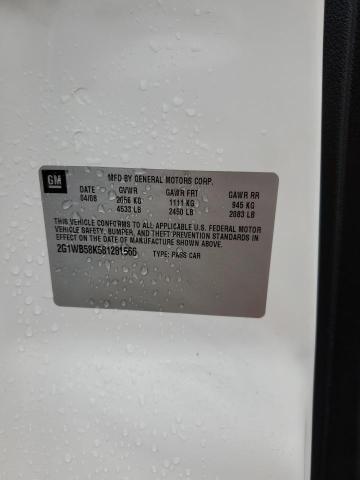 GM
MFD BY GENERAL MOTORS CORP.
DATE GVWR GAWR FRT GAWR RR
04/08 2056 KG 1111 KG 945 KG
4533 LB 2450 LB 2083 LB
THIS VEHICLE CONFORMS TO ALL APPLICABLE U.S. FEDERAL MOTOR
VEHICLE SAFETY, BUMPER, AND THEFT PREVENTION STANDARDS
IN EFFECT ON THE DATE OF MANUFACTURE SHOWN ABOVE.
2G1WB58K581281566 TYPE: PASS CAR